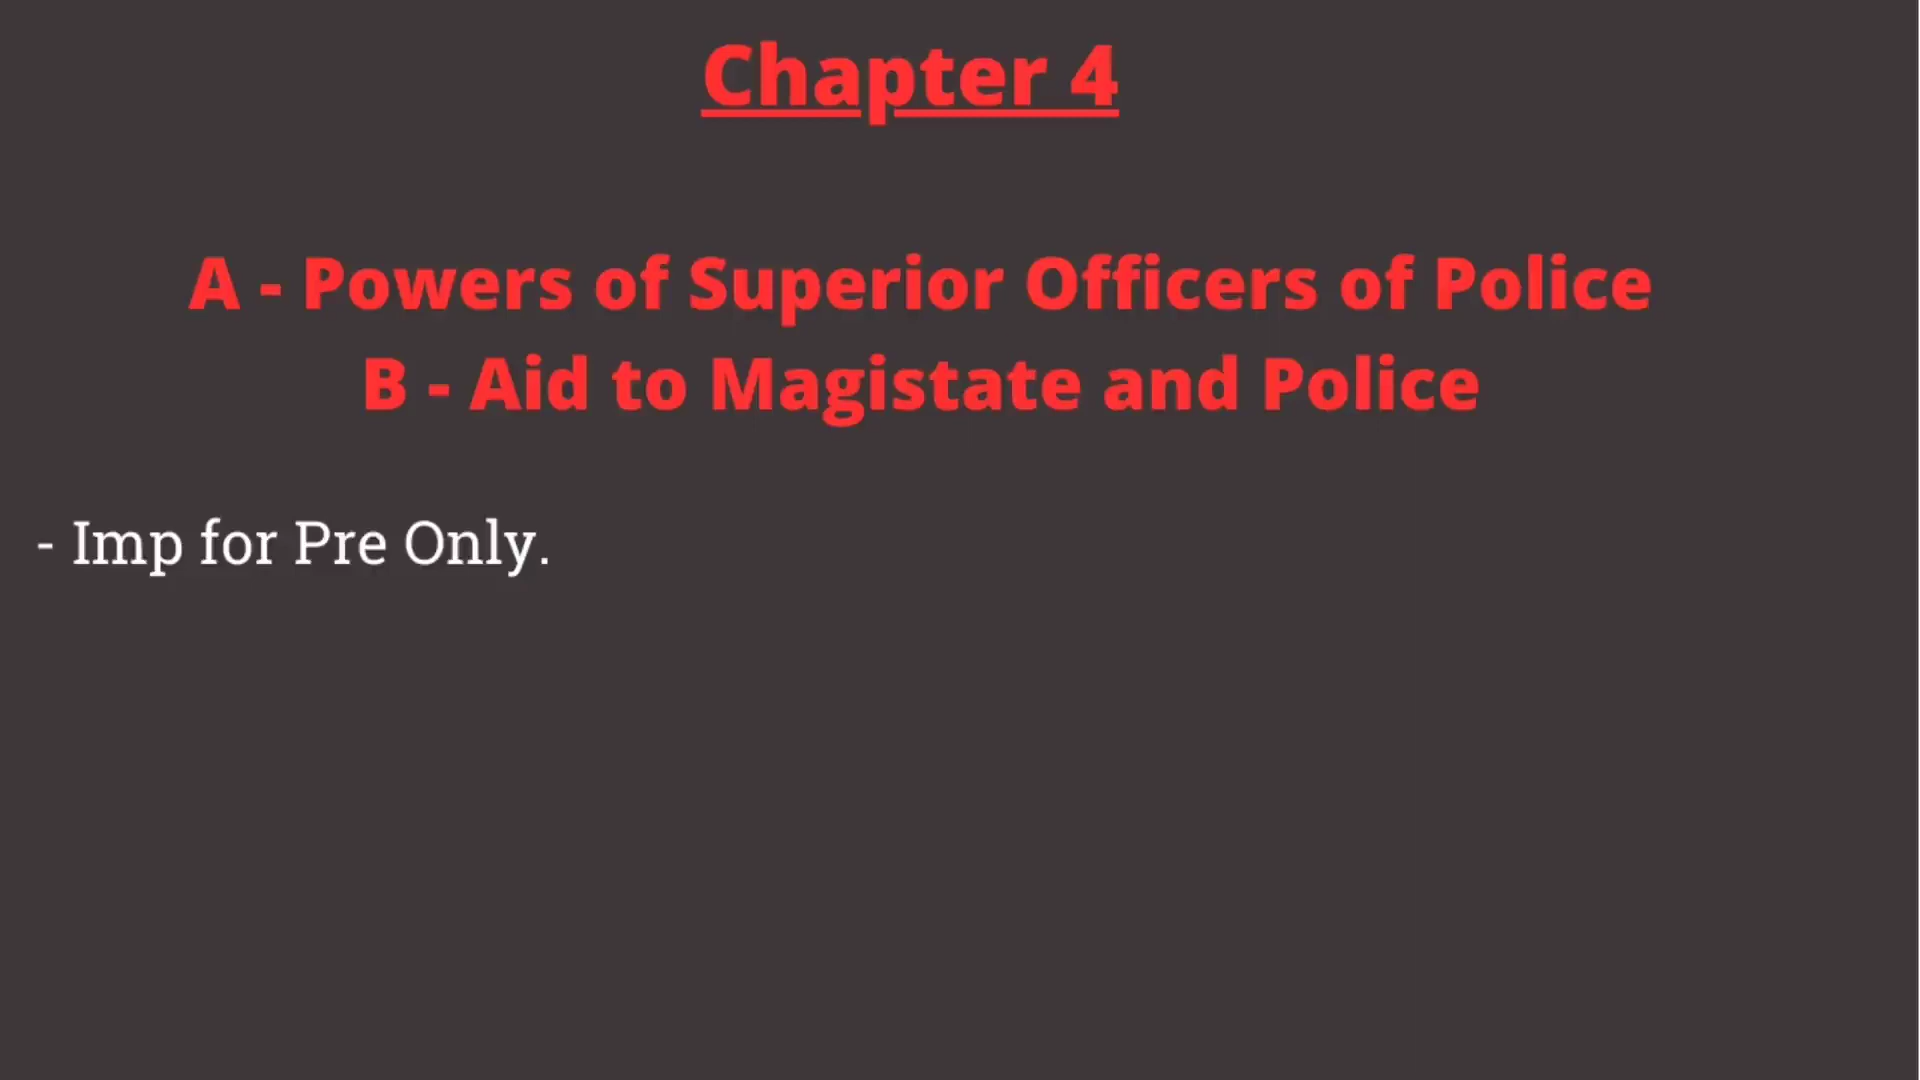 Chapter 4
A - Powers of Superior Officers of Police
B - Aid to Magistate and Police
- Imp for Pre Only.